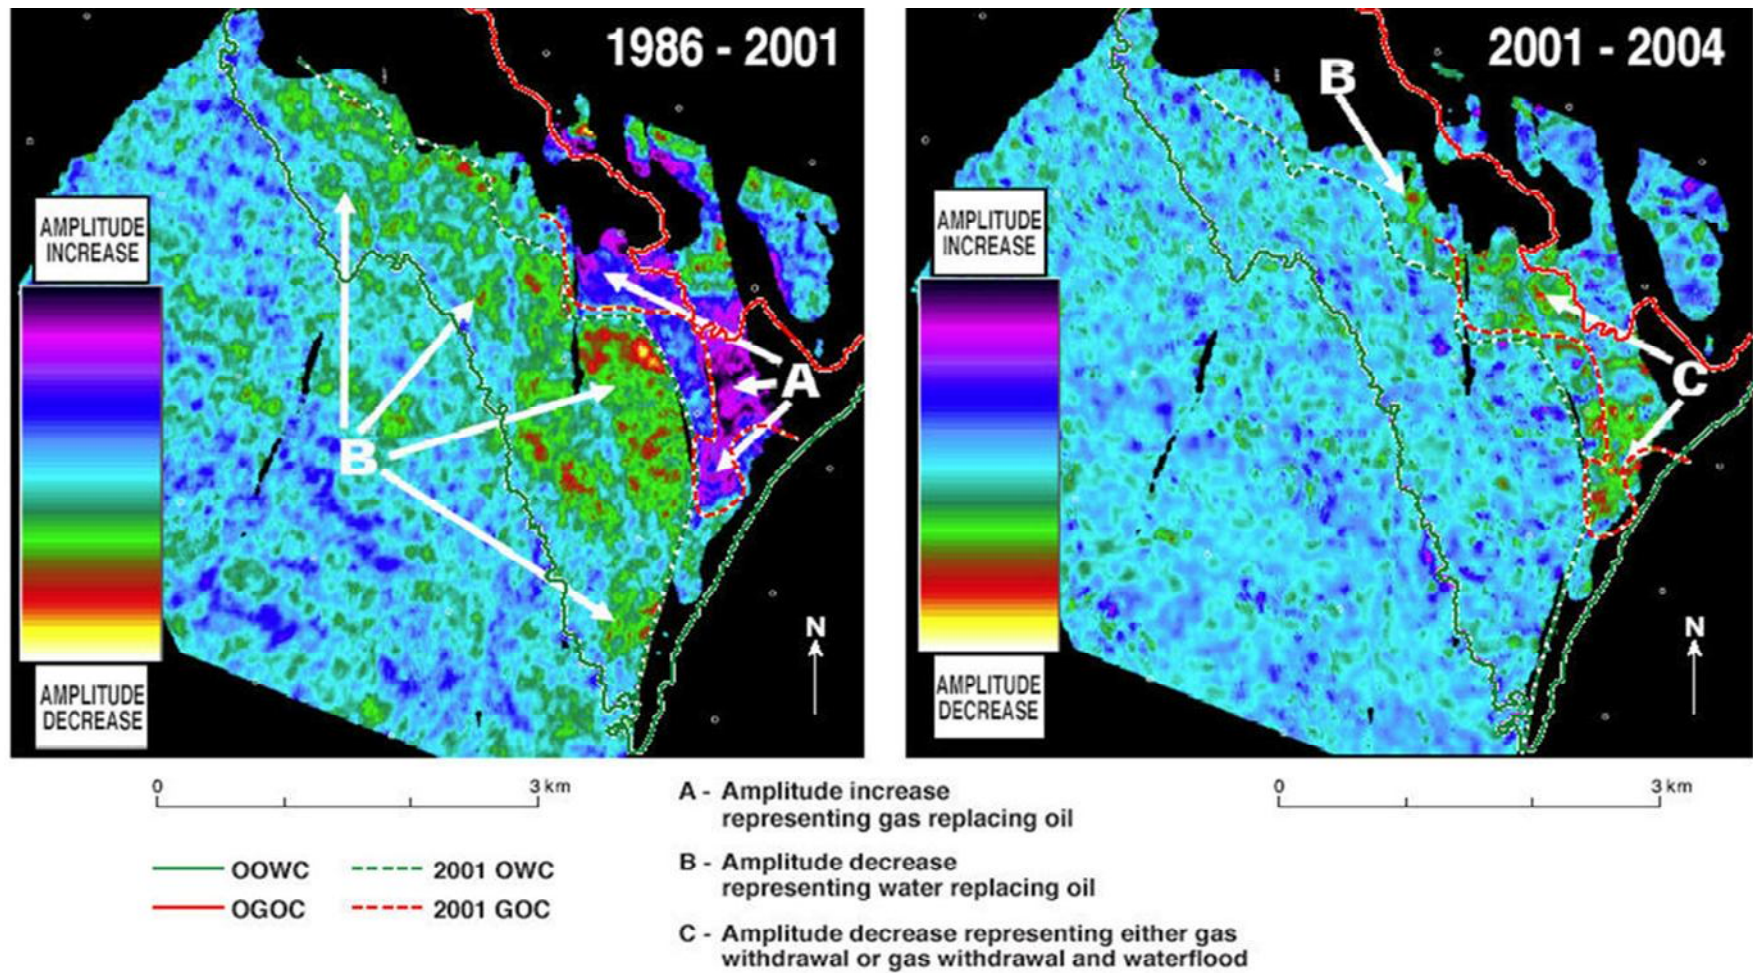 1986 - 2001
AMPLITUDE
INCREASE
AMPLITUDE
DECREASE
A
B
N
2001 - 2004
B
AMPLITUDE
INCREASE
AMPLITUDE
DECREASE
C
N
0 3 km
0 3 km
OOWC
2001 OWC
OGOC
2001 GOC
A - Amplitude increase
representing gas replacing oil
B - Amplitude decrease
representing water replacing oil
C - Amplitude decrease representing either gas
withdrawal or gas withdrawal and waterflood